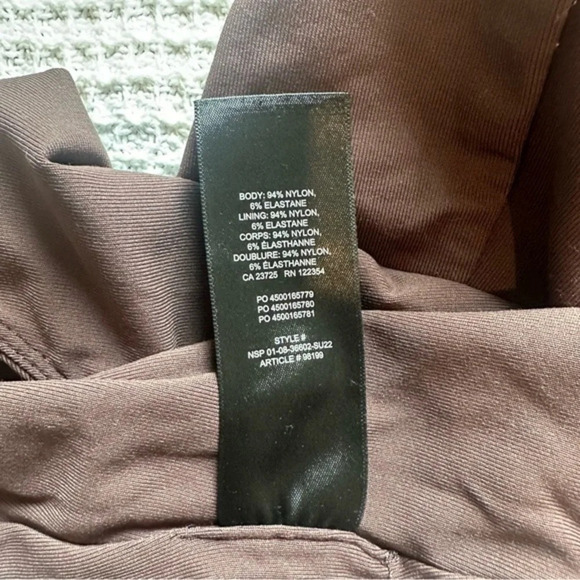 BODY: 94% NYLON,
6% ELASTANE
LINING: 94% NYLON,
6% ELASTANE
CORPS: 94% NYLON,
6% ÉLASTHANNE
DOUBLURE: 94% NYLON,
6% ÉLASTHANNE
CA 23725 RN 122354
PO 4500165779
PO 4500165780
PO 4500165781
STYLE #
NSP 01-08-36602-SU22
ARTICLE # 98199